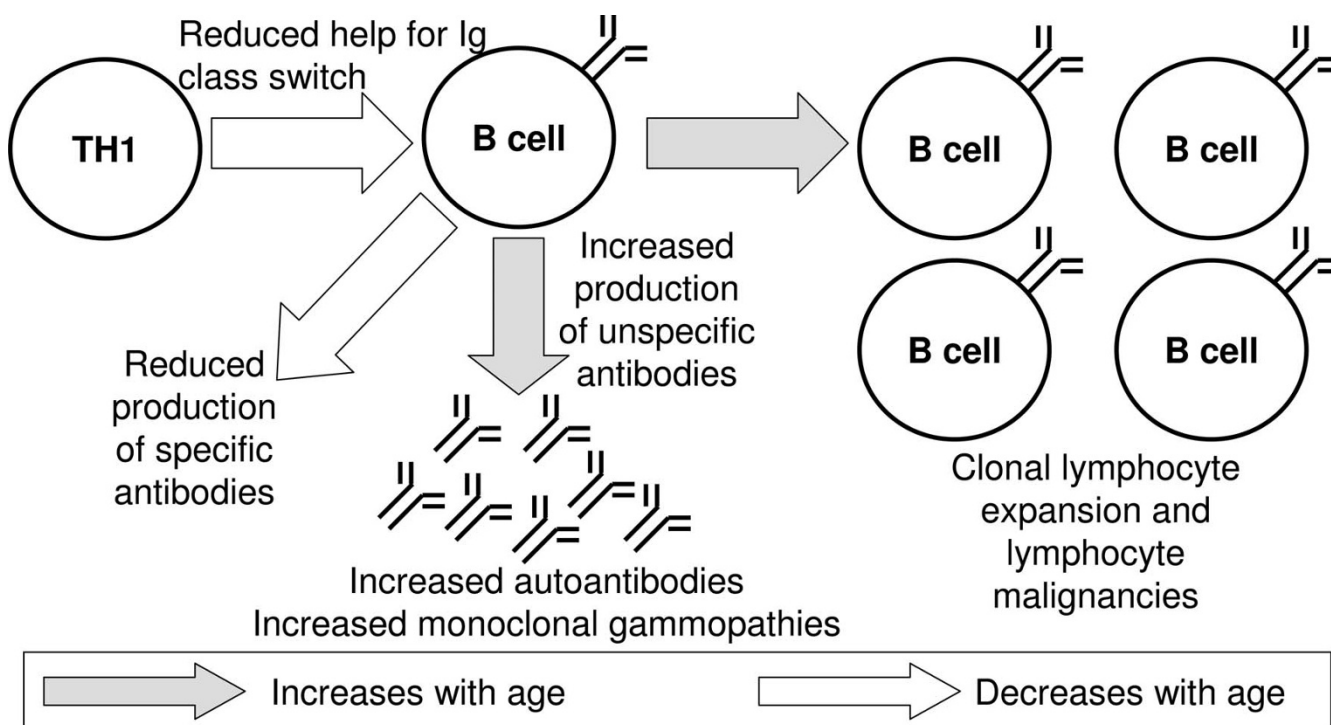 Reduced help for Ig
class switch
TH1
B cell
B cell
B cell
B cell
B cell
Increased
production
of unspecific
antibodies
Reduced
production
of specific
antibodies
Increased autoantibodies
Increased monoclonal gammopathies
Clonal lymphocyte
expansion and
lymphocyte
malignancies
Increases with age
Decreases with age